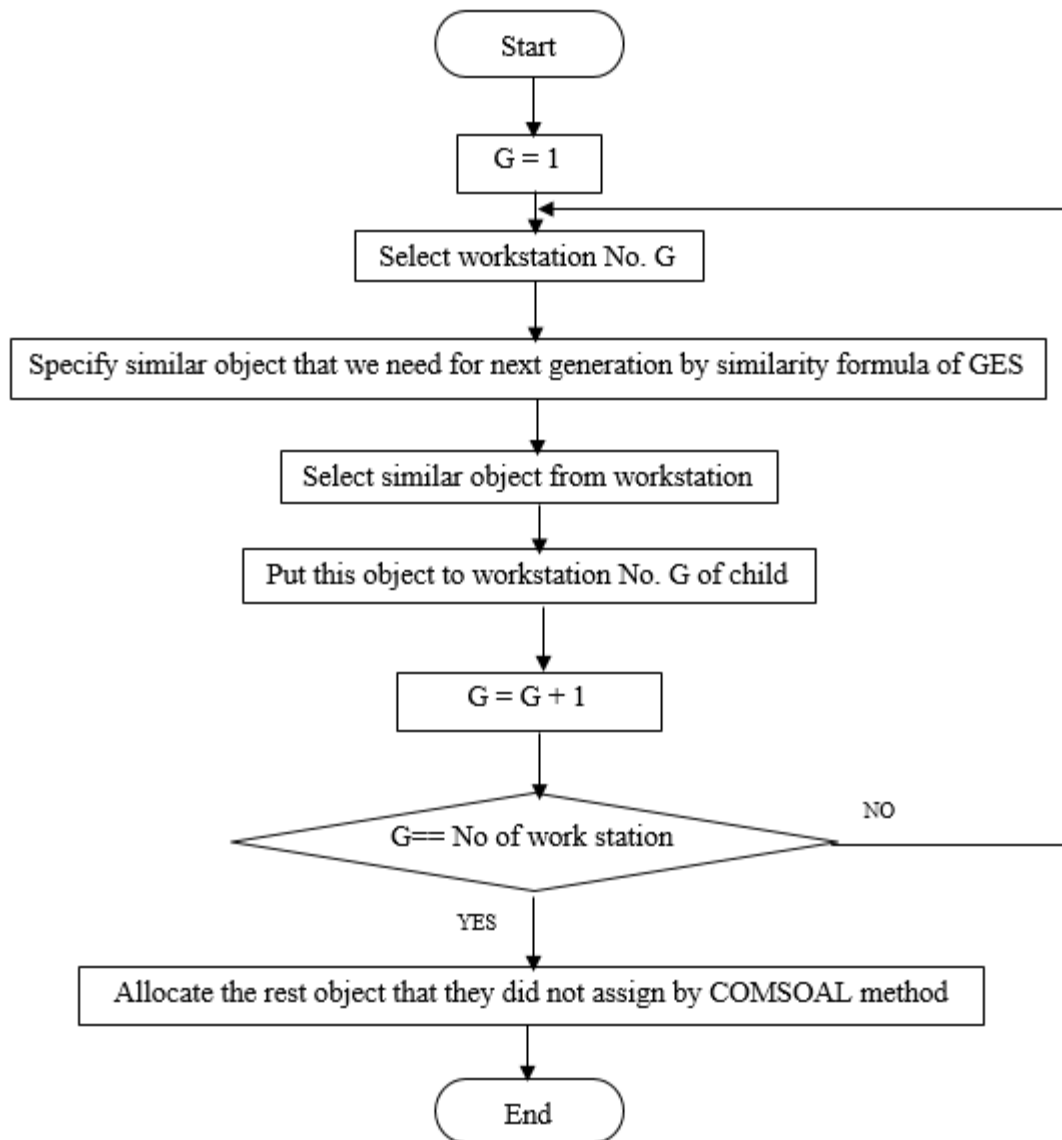 Start
G = 1
Select workstation No. G
Specify similar object that we need for next generation by similarity formula of GES
Select similar object from workstation
Put this object to workstation No. G of child
G = G + 1
G== No of work station
NO
YES
Allocate the rest object that they did not assign by COMSOAL method
End